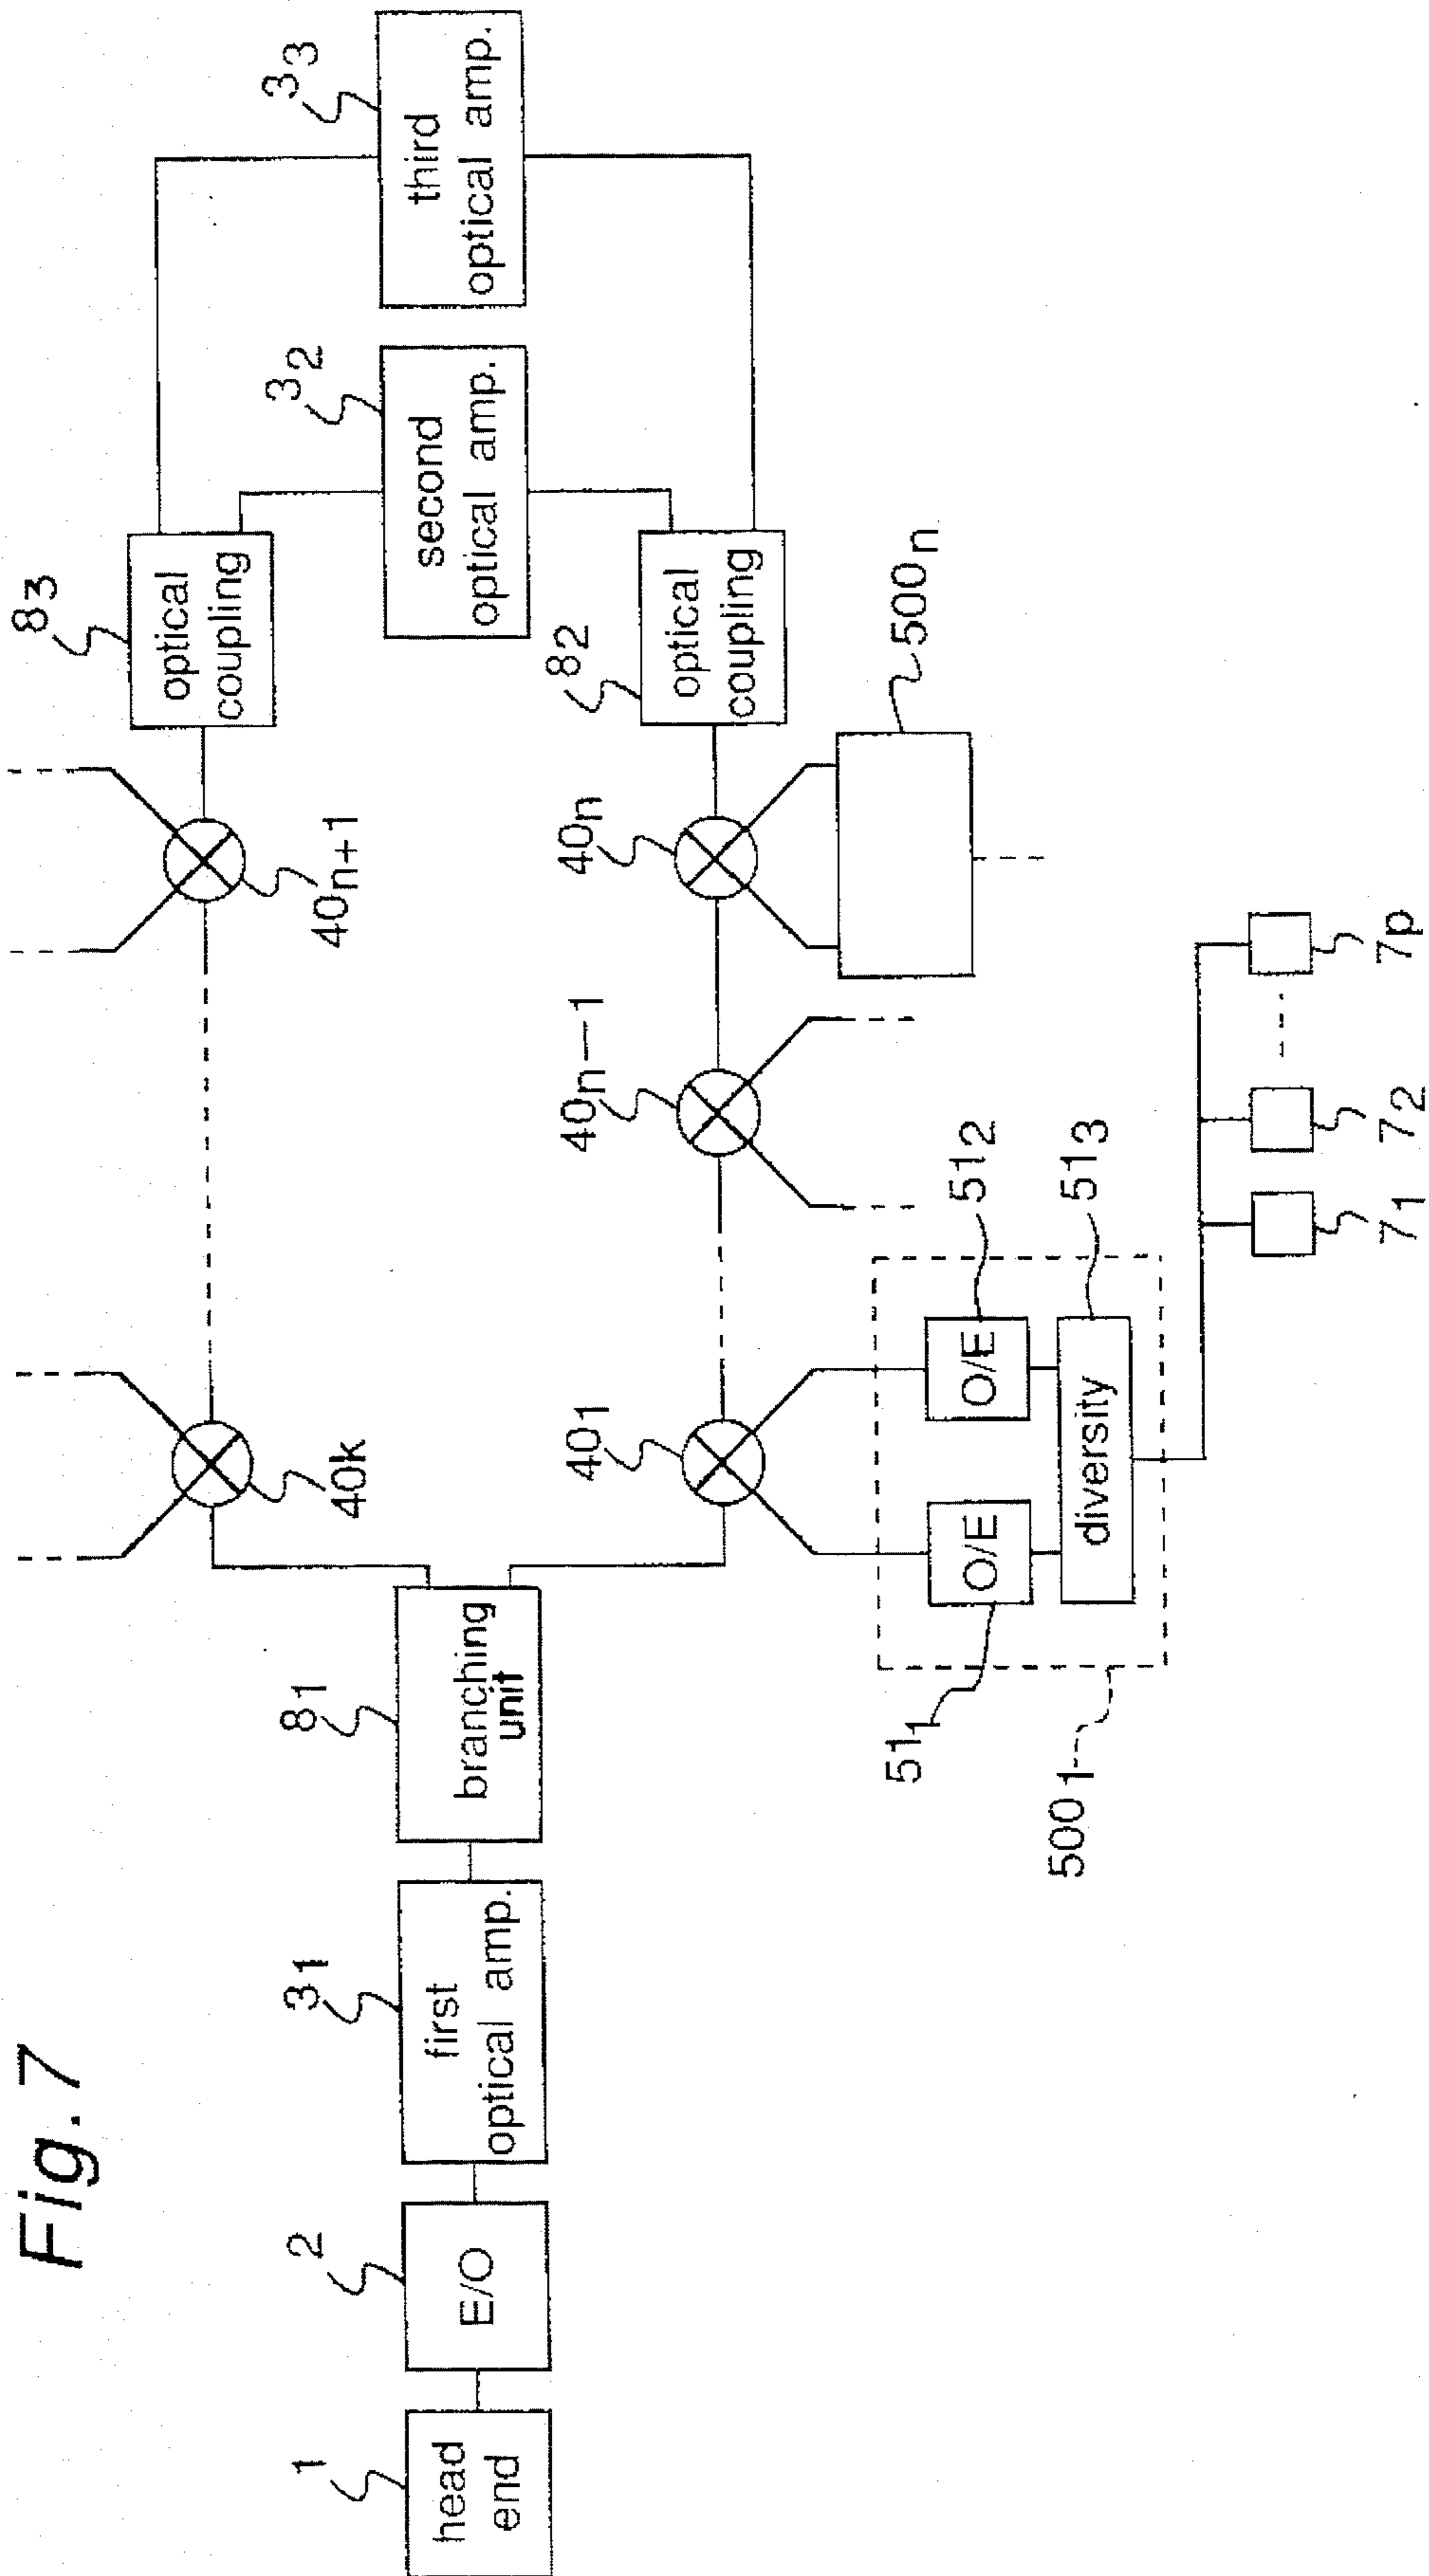 Fig. 7
1
head
end
2
E/O
3₁
first
optical amp.
8₁
branching
unit
40k
40ₙ₊₁
8₃
optical
coupling
3₂
second
optical amp.
3₃
third
optical amp.
40₁
40ₙ₋₁
40ₙ
8₂
optical
coupling
500₁
51₁
O/E
51₂
O/E
51₃
diversity
500ₙ
7₁
7₂
7p